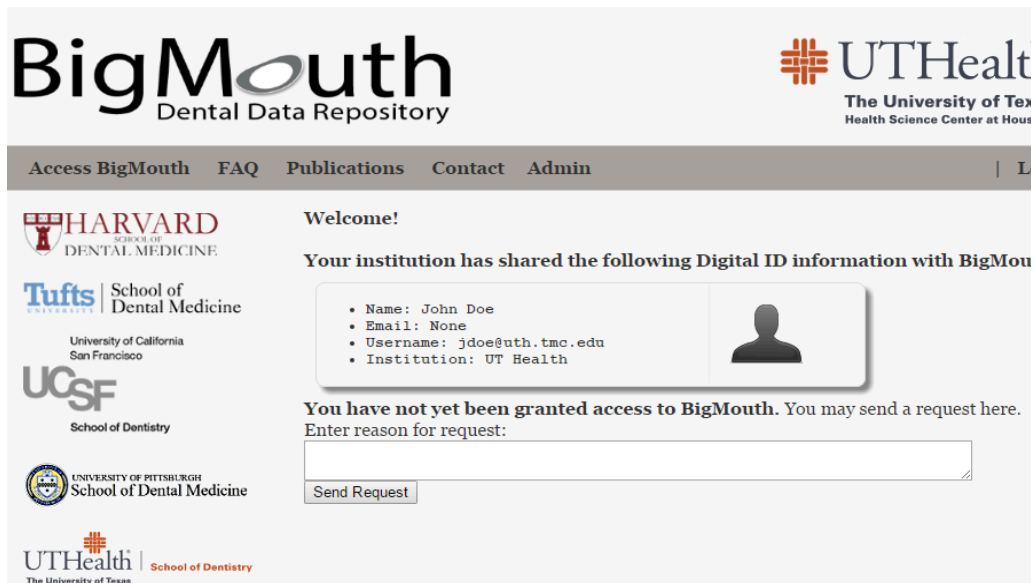 BigMouth
Dental Data Repository
UTHealt
The University of Tex
Health Science Center at Hous
Access BigMouth FAQ Publications Contact Admin | L
HARVARD
SCHOOL OF
DENTAL MEDICINE
Tufts School of
UNIVERSITY Dental Medicine
University of California
San Francisco
UCSF
School of Dentistry
UNIVERSITY OF PITTSBURGH
School of Dental Medicine
UTHealth School of Dentistry
The University of Texas
Welcome!
Your institution has shared the following Digital ID information with BigMou
• Name: John Doe
• Email: None
• Username: jdoe@uth.tmc.edu
• Institution: UT Health
You have not yet been granted access to BigMouth. You may send a request here.
Enter reason for request:
Send Request